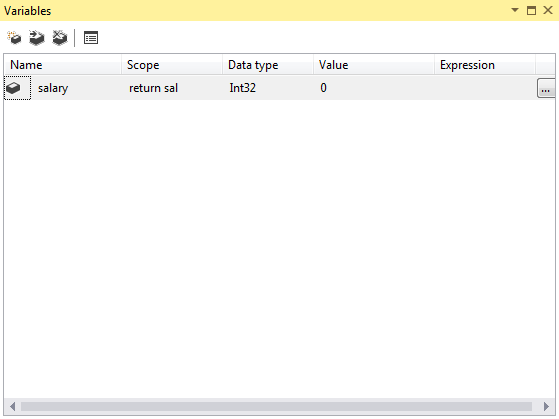 Variables
Name Scope Data type Value Expression
salary return sal Int32 0 ...